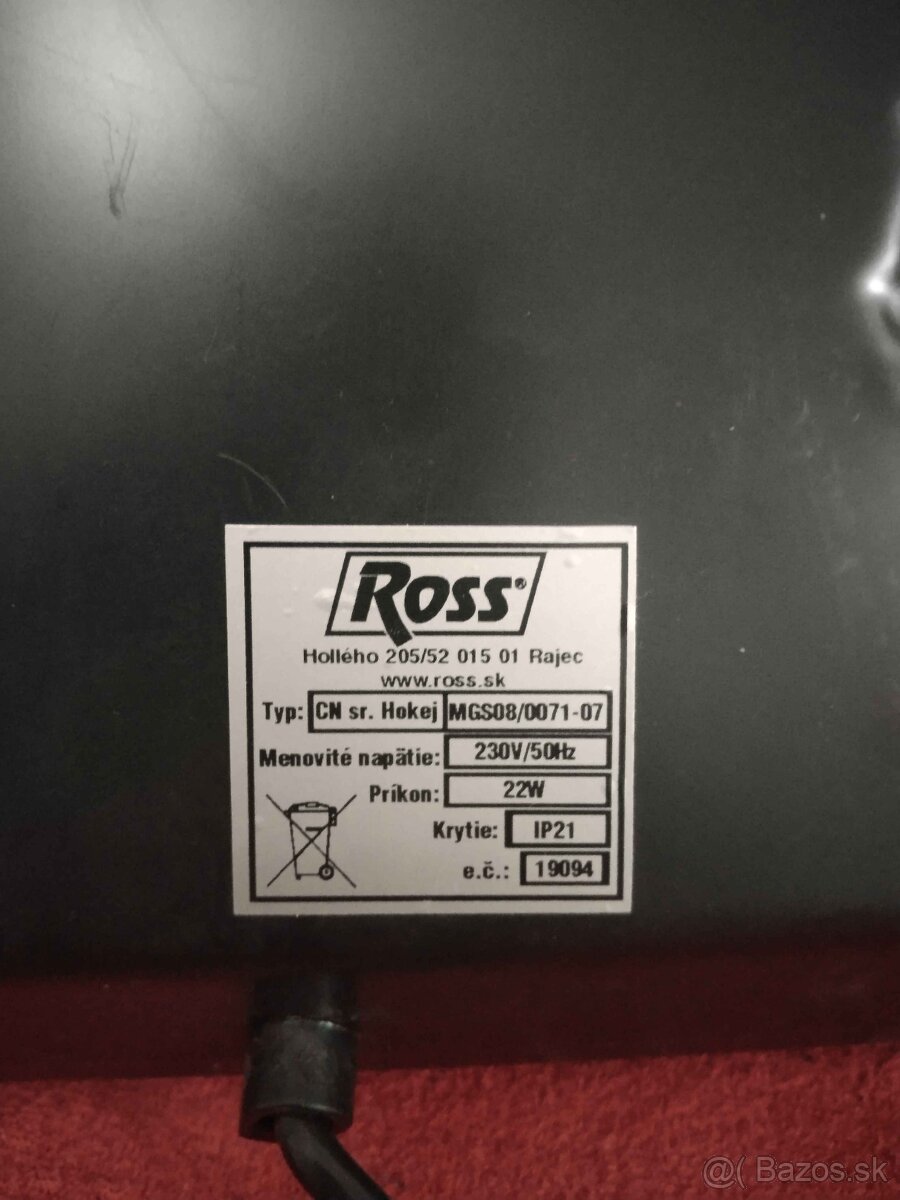 ROSS®
Hollého 205/52 015 01 Rajec
www.ross.sk
Typ: CN sr. Hokej MGS08/0071-07
Menovité napätie: 230V/50Hz
Príkon: 22W
Krytie: IP21
e.č.: 19094
@( Bazos.sk